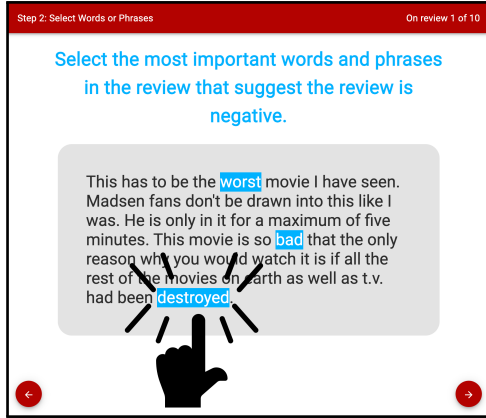 Step 2: Select Words or Phrases
On review 1 of 10
Select the most important words and phrases
in the review that suggest the review is
negative.
This has to be the worst movie I have seen.
Madsen fans don't be drawn into this like I
was. He is only in it for a maximum of five
minutes. This movie is so bad that the only
reason why you would watch it is if all the
rest of the movies on earth as well as t.v.
had been destroyed.